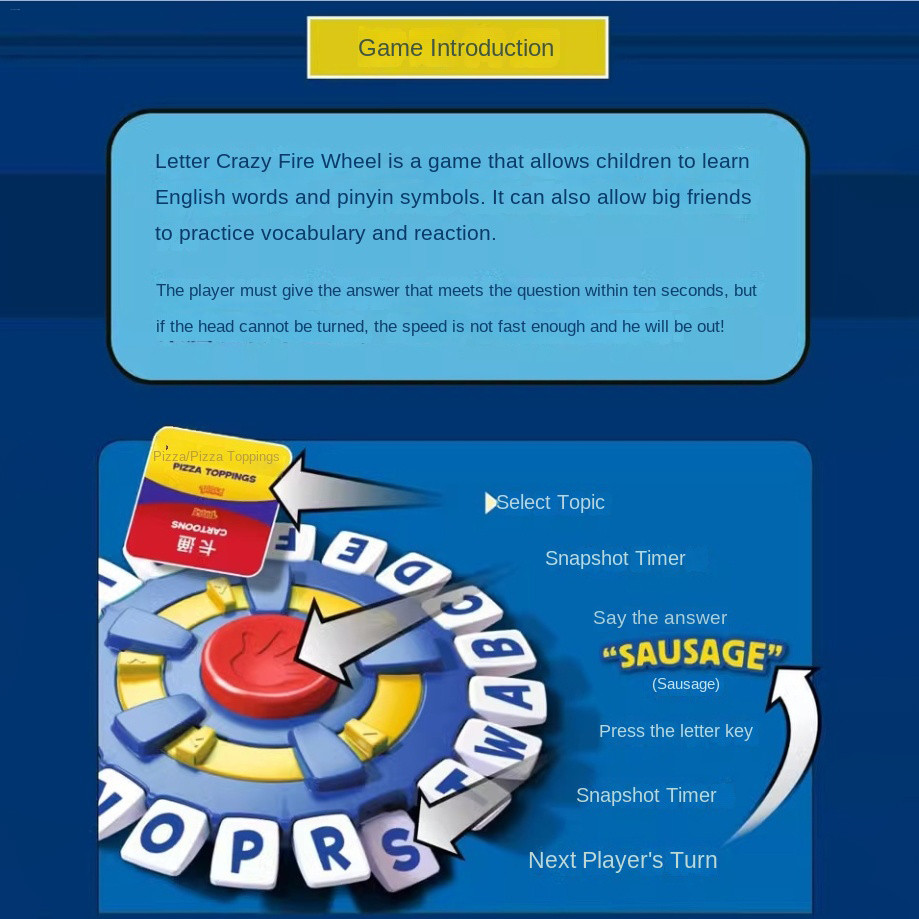 Game Introduction
Letter Crazy Fire Wheel is a game that allows children to learn
English words and pinyin symbols. It can also allow big friends
to practice vocabulary and reaction.
The player must give the answer that meets the question within ten seconds, but
if the head cannot be turned, the speed is not fast enough and he will be out!
Pizza/Pizza Toppings
PIZZA TOPPINGS
CARTOONS
卡通
Select Topic
Snapshot Timer
Say the answer
“SAUSAGE”
(Sausage)
Press the letter key
Snapshot Timer
Next Player's Turn
F
E
D
C
B
A
W
T
S
R
P
O